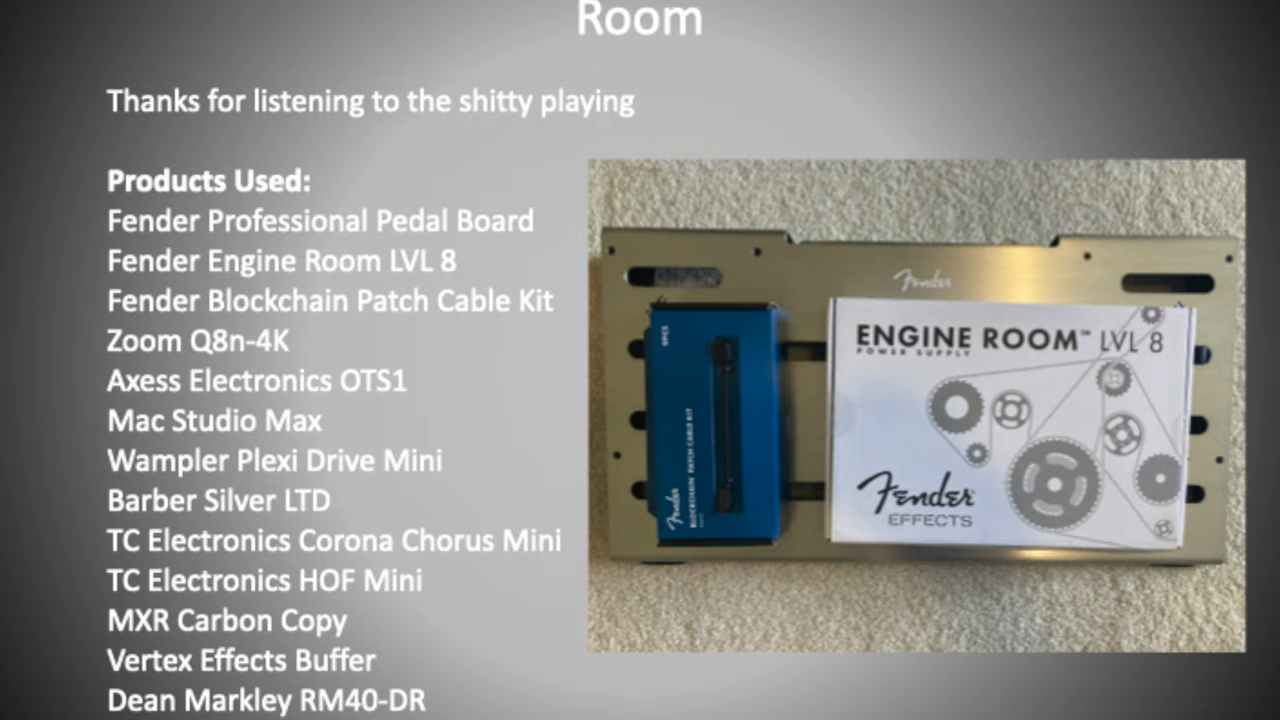 Room
Thanks for listening to the shitty playing
Products Used:
Fender Professional Pedal Board
Fender Engine Room LVL 8
Fender Blockchain Patch Cable Kit
Zoom Q8n-4K
Axess Electronics OTS1
Mac Studio Max
Wampler Plexi Drive Mini
Barber Silver LTD
TC Electronics Corona Chorus Mini
TC Electronics HOF Mini
MXR Carbon Copy
Vertex Effects Buffer
Dean Markley RM40-DR
Fender
ENGINE ROOM™ LVL 8
POWER SUPPLY
Fender
EFFECTS
Fender
BLOCKCHAIN PATCH CABLE KIT